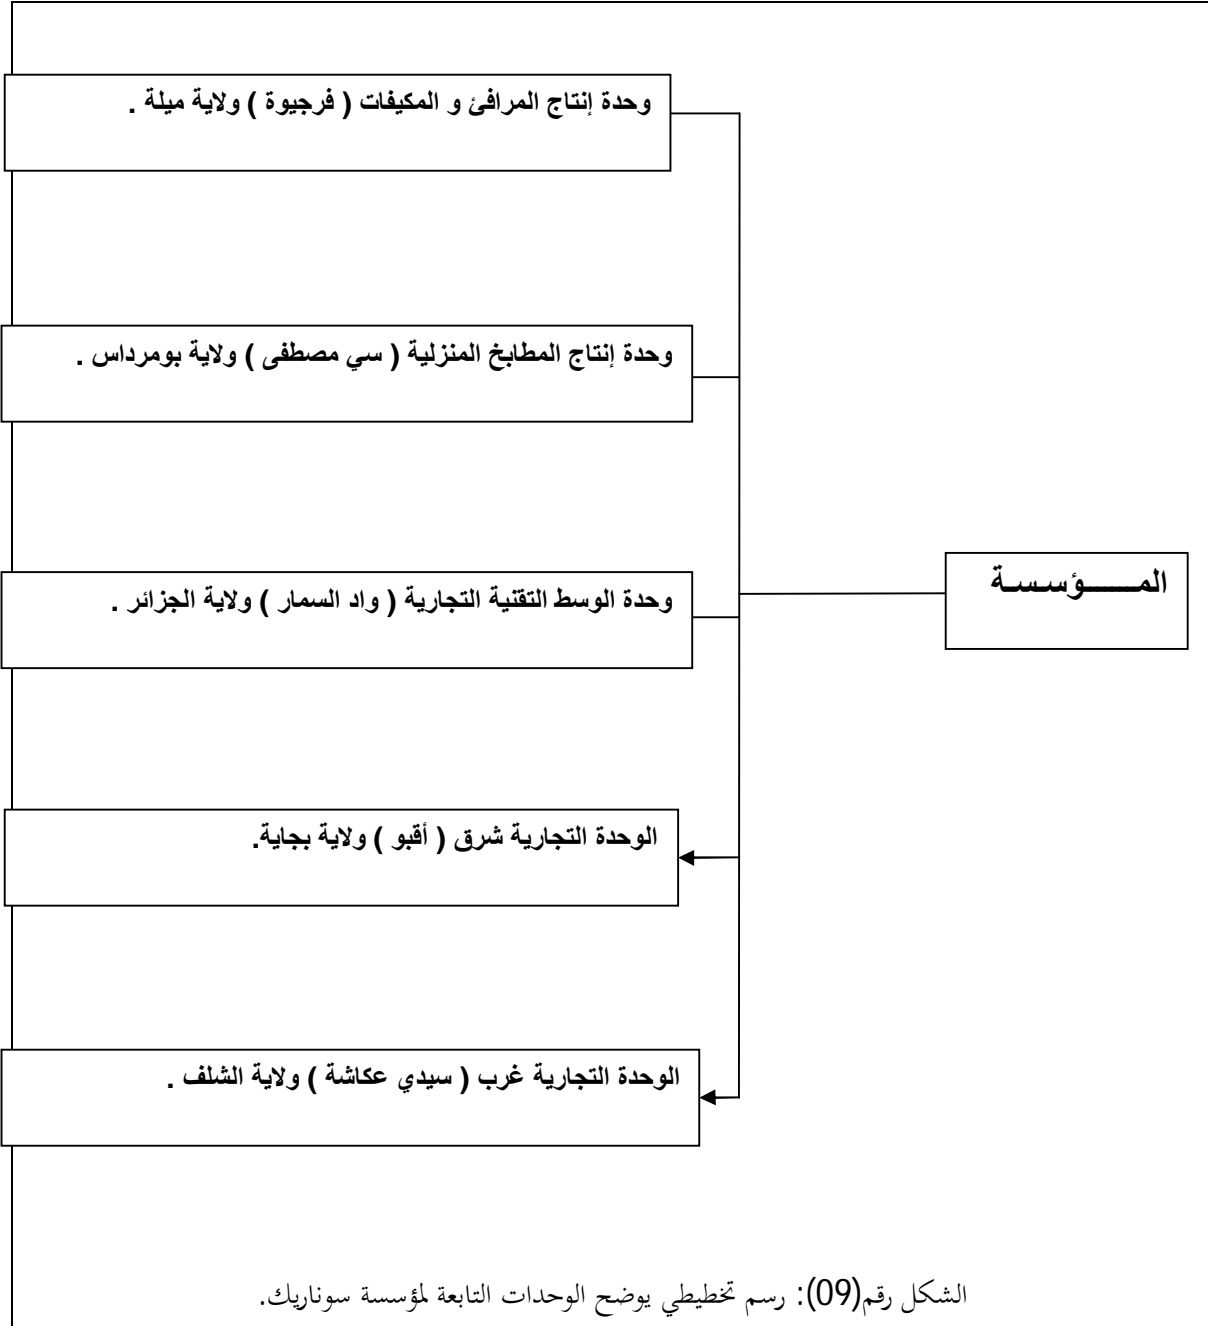 وحدة إنتاج المرافئ و المكيفات ( فرجيوة ) ولاية ميلة .
وحدة إنتاج المطابخ المنزلية ( سي مصطفى ) ولاية بومرداس .
المــــــؤسسـة
وحدة الوسط التقنية التجارية ( واد السمار ) ولاية الجزائر .
الوحدة التجارية شرق ( أقبو ) ولاية بجاية.
الوحدة التجارية غرب ( سيدي عكاشة ) ولاية الشلف .
الشكل رقم(09): رسم تخطيطي يوضح الوحدات التابعة لمؤسسة سوناريك.